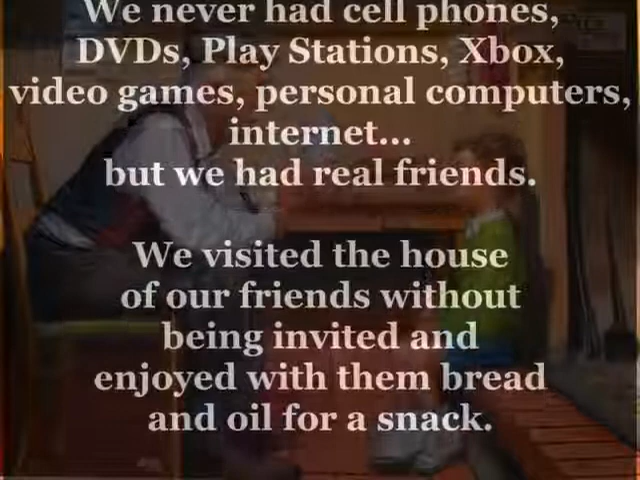 We never had cell phones,
DVDs, Play Stations, Xbox,
video games, personal computers,
internet...
but we had real friends.
We visited the house
of our friends without
being invited and
enjoyed with them bread
and oil for a snack.